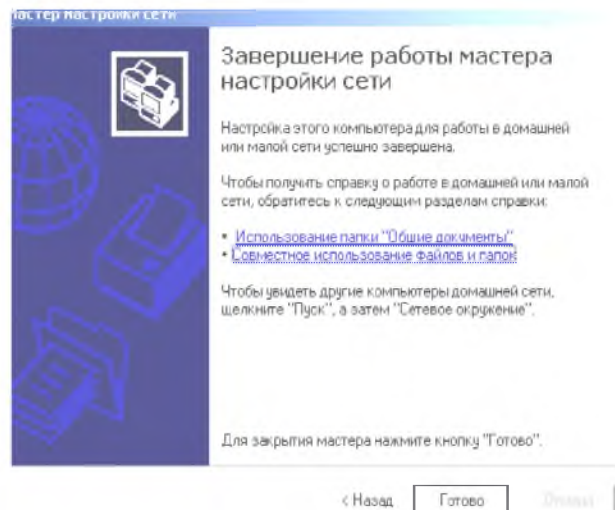 Мастер настройки сети
Завершение работы мастера
настройки сети
Настройка этого компьютера для работы в домашней
или малой сети успешно завершена.
Чтобы получить справку о работе в домашней или малой
сети, обратитесь к следующим разделам справки:
• Использование папки "Общие документы"
• Совместное использование файлов и папок
Чтобы увидеть другие компьютеры домашней сети,
щелкните "Пуск", а затем "Сетевое окружение".
Для закрытия мастера нажмите кнопку "Готово".
< Назад Готово Отмена